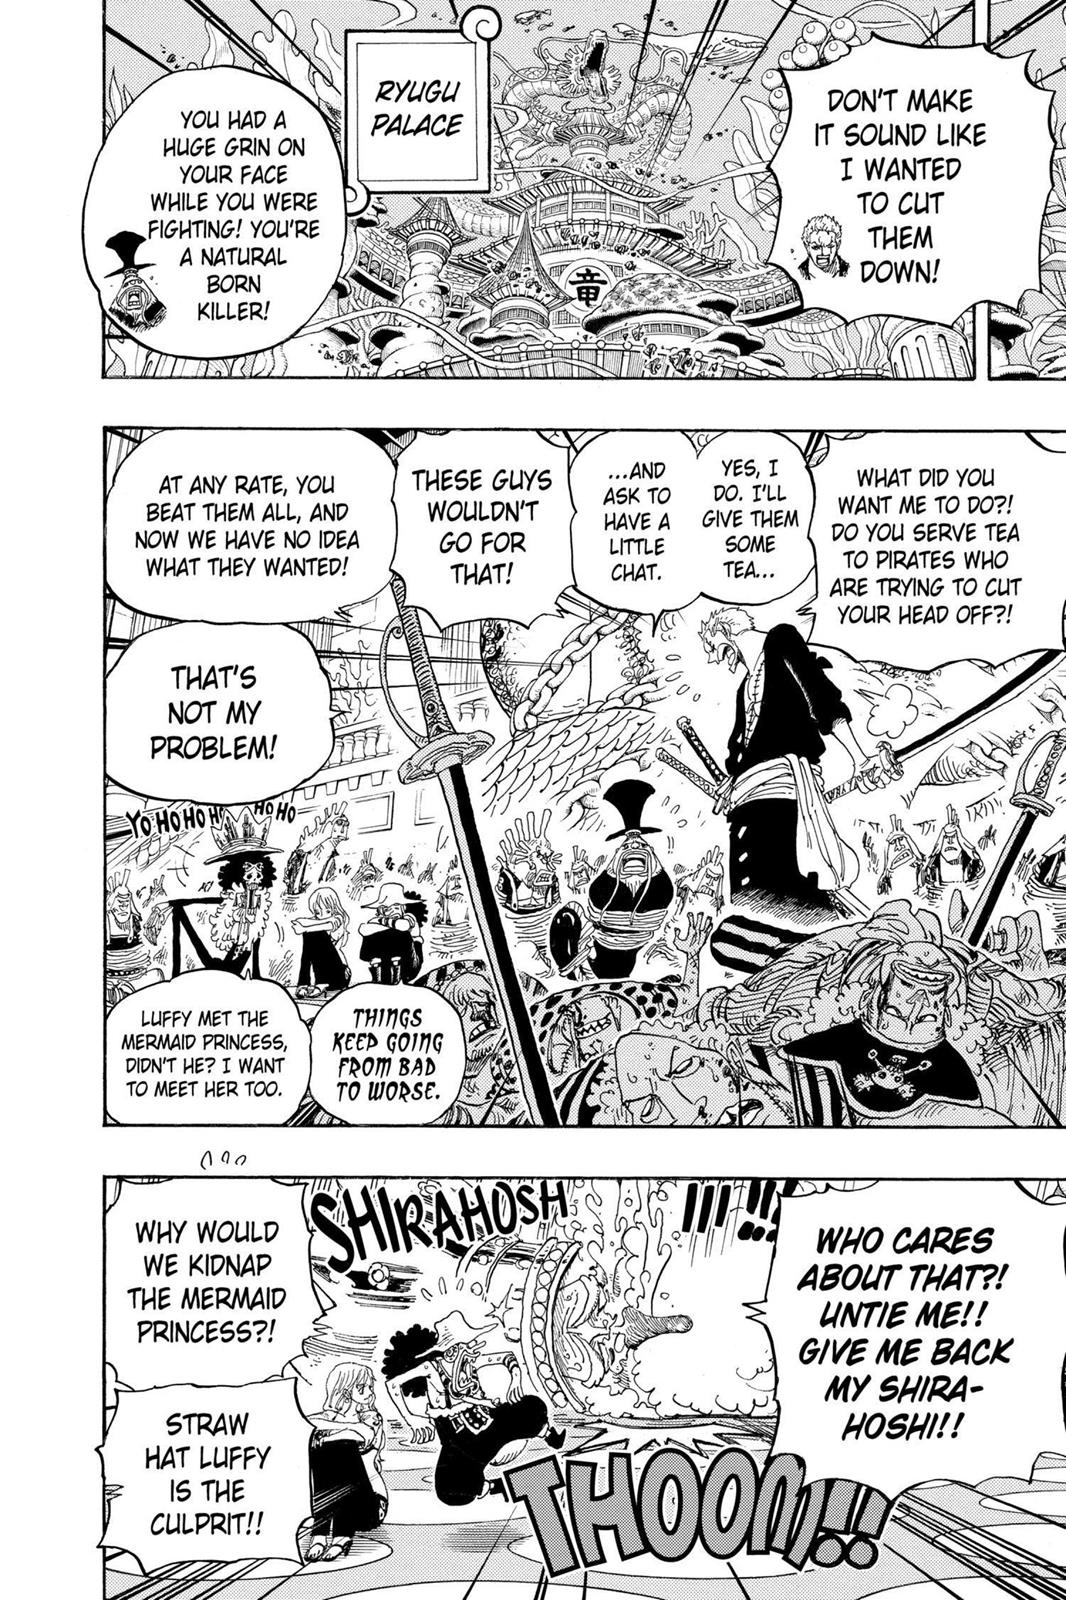 DON'T MAKE
IT SOUND LIKE
I WANTED
TO CUT
THEM
DOWN!
RYUGU
PALACE
竜
YOU HAD A
HUGE GRIN ON
YOUR FACE
WHILE YOU WERE
FIGHTING! YOU'RE
A NATURAL
BORN
KILLER!
WHAT DID YOU
WANT ME TO DO?!
DO YOU SERVE TEA
TO PIRATES WHO
ARE TRYING TO CUT
YOUR HEAD OFF?!
YES, I
DO. I'LL
GIVE THEM
SOME
TEA...
...AND
ASK TO
HAVE A
LITTLE
CHAT.
THESE GUYS
WOULDN'T
GO FOR
THAT!
AT ANY RATE, YOU
BEAT THEM ALL, AND
NOW WE HAVE NO IDEA
WHAT THEY WANTED!
THAT'S
NOT MY
PROBLEM!
YO HO HO HO HO HO
THINGS
KEEP GOING
FROM BAD
TO WORSE.
LUFFY MET THE
MERMAID PRINCESS,
DIDN'T HE? I WANT
TO MEET HER TOO.
WHO CARES
ABOUT THAT?!
UNTIE ME!!
GIVE ME BACK
MY SHIRA-
HOSHI!!
SHIRAHOSHIIII!!
THOOM!!
WHY WOULD
WE KIDNAP
THE MERMAID
PRINCESS?!
STRAW
HAT LUFFY
IS THE
CULPRIT!!